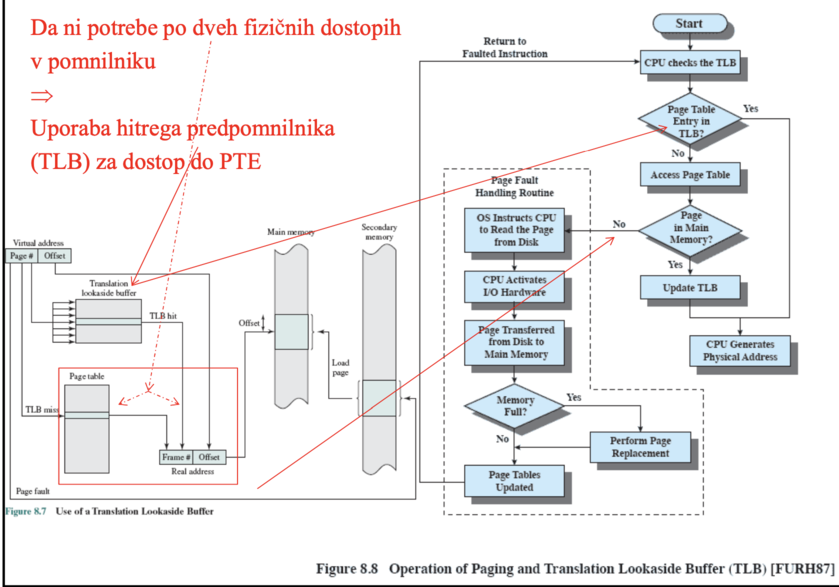 Da ni potrebe po dveh fizičnih dostopih
v pomnilniku
⇒
Uporaba hitrega predpomnilnika
(TLB) za dostop do PTE
Virtual address
Page #
Offset
Translation
lookaside buffer
TLB hit
Page table
TLB miss
Frame #
Offset
Real address
Page fault
Main memory
Offset
Load
page
Secondary
memory
Figure 8.7 Use of a Translation Lookaside Buffer
Start
Return to
Faulted Instruction
CPU checks the TLB
Page Table
Entry in
TLB?
Yes
No
Access Page Table
Page
in Main
Memory?
No
Yes
Update TLB
CPU Generates
Physical Address
Page Fault
Handling Routine
OS Instructs CPU
to Read the Page
from Disk
CPU Activates
I/O Hardware
Page Transferred
from Disk to
Main Memory
Memory
Full?
Yes
No
Perform Page
Replacement
Page Tables
Updated
Figure 8.8 Operation of Paging and Translation Lookaside Buffer (TLB) [FURH87]